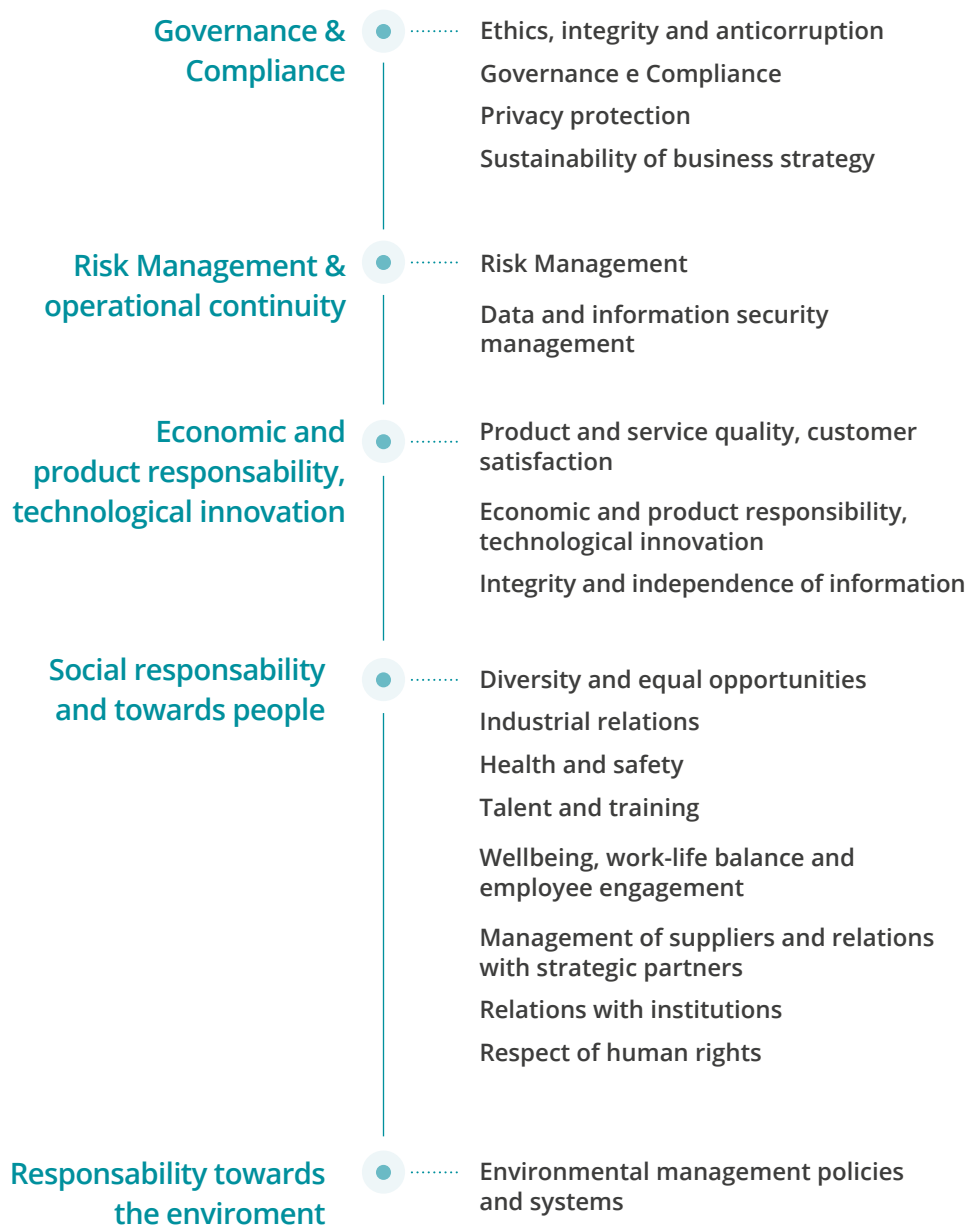 Governance &
Compliance
Ethics, integrity and anticorruption
Governance e Compliance
Privacy protection
Sustainability of business strategy
Risk Management &
operational continuity
Risk Management
Data and information security
management
Economic and
product responsability,
technological innovation
Product and service quality, customer
satisfaction
Economic and product responsibility,
technological innovation
Integrity and independence of information
Social responsability
and towards people
Diversity and equal opportunities
Industrial relations
Health and safety
Talent and training
Wellbeing, work-life balance and
employee engagement
Management of suppliers and relations
with strategic partners
Relations with institutions
Respect of human rights
Responsability towards
the enviroment
Environmental management policies
and systems